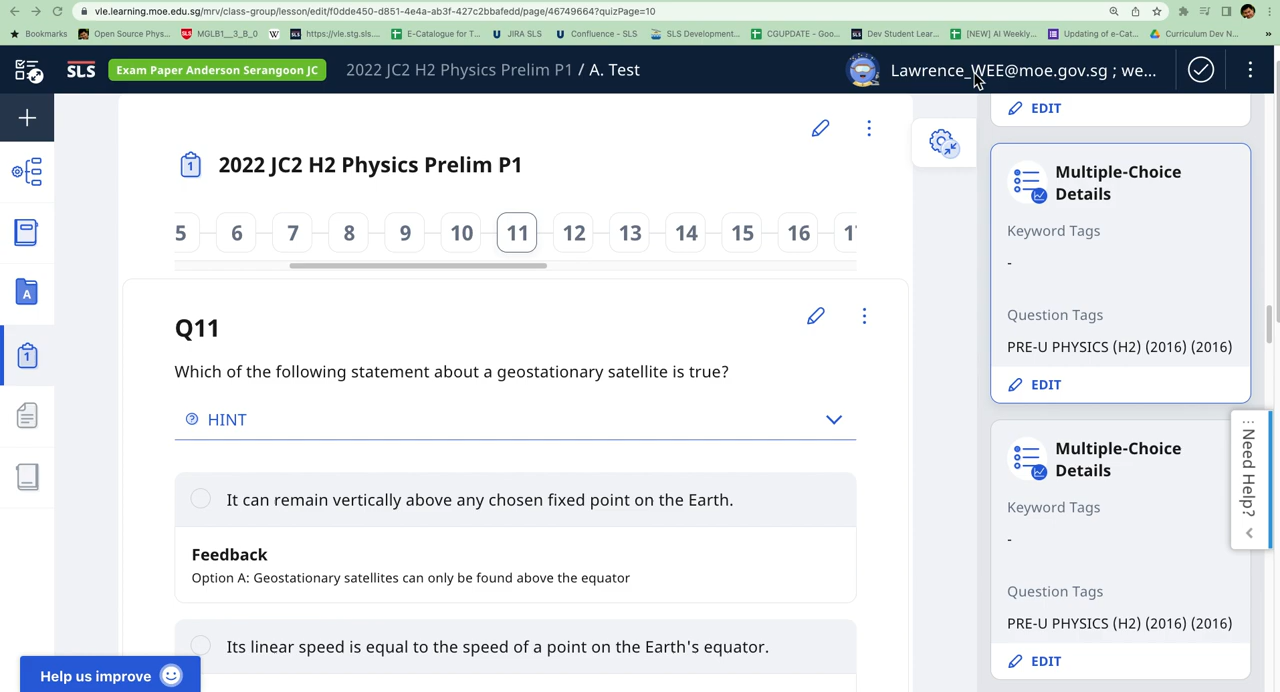 vle.learning.moe.edu.sg/mrv/class-group/lesson/edit/f0dde450-d851-4e4a-ab3f-427c2bbafedd/page/46749664?quizPage=10
Bookmarks
Open Source Phys...
MGLB1__3_B_0
W
https://vle.stg.sls....
E-Catalogue for T...
JIRA SLS
Confluence - SLS
SLS Development...
CGUPDATE - Goo...
Dev Student Lear...
[NEW] AI Weekly...
Updating of e-Cat...
Curriculum Dev N...
»
SLS
Exam Paper Anderson Serangoon JC
2022 JC2 H2 Physics Prelim P1 / A. Test
Lawrence_WEE@moe.gov.sg ; we...
2022 JC2 H2 Physics Prelim P1
5 6 7 8 9 10 11 12 13 14 15 16
Q11
Which of the following statement about a geostationary satellite is true?
HINT
It can remain vertically above any chosen fixed point on the Earth.
Feedback
Option A: Geostationary satellites can only be found above the equator
Its linear speed is equal to the speed of a point on the Earth's equator.
Help us improve
EDIT
Multiple-Choice
Details
Keyword Tags
-
Question Tags
PRE-U PHYSICS (H2) (2016) (2016)
EDIT
Multiple-Choice
Details
Keyword Tags
-
Question Tags
PRE-U PHYSICS (H2) (2016) (2016)
EDIT
Need Help?
A
1
1